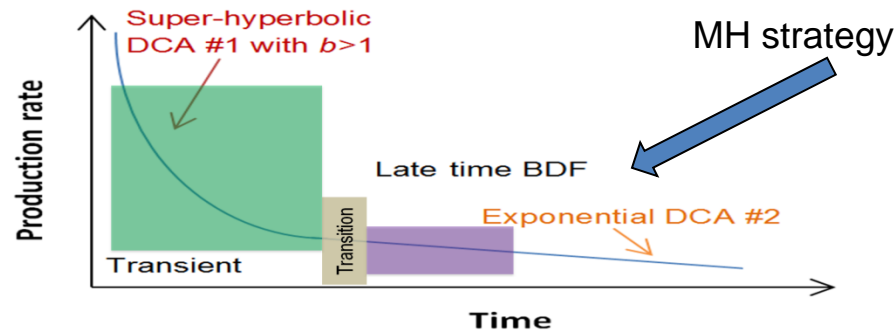 Super-hyperbolic
DCA #1 with b>1
MH strategy
Production rate
Late time BDF
Transition
Exponential DCA #2
Transient
Time